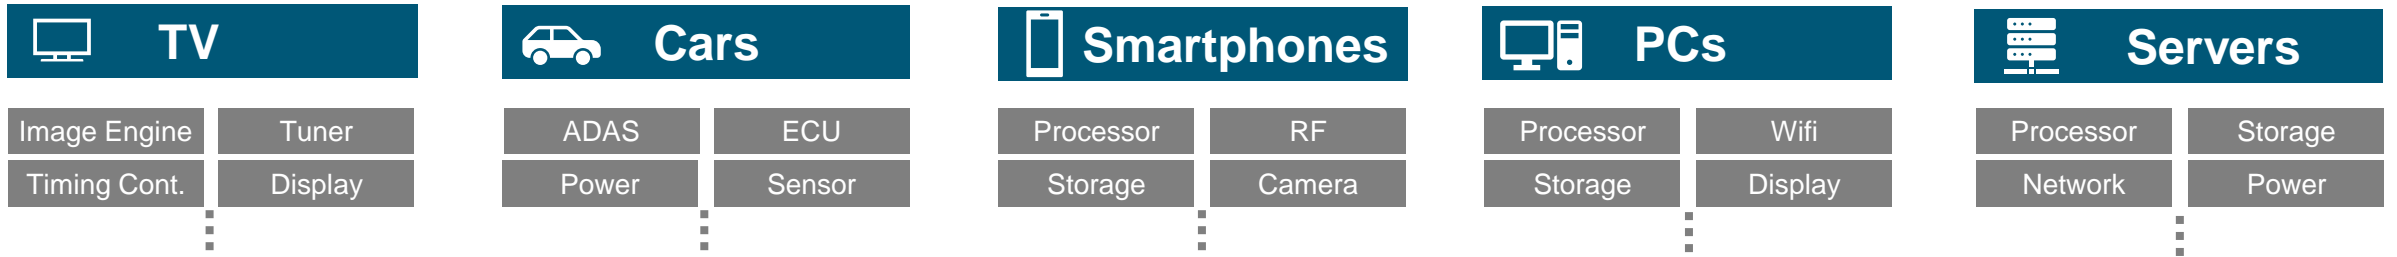 TV
Image Engine Tuner
Timing Cont. Display
Cars
ADAS ECU
Power Sensor
Smartphones
Processor RF
Storage Camera
PCs
Processor Wifi
Storage Display
Servers
Processor Storage
Network Power